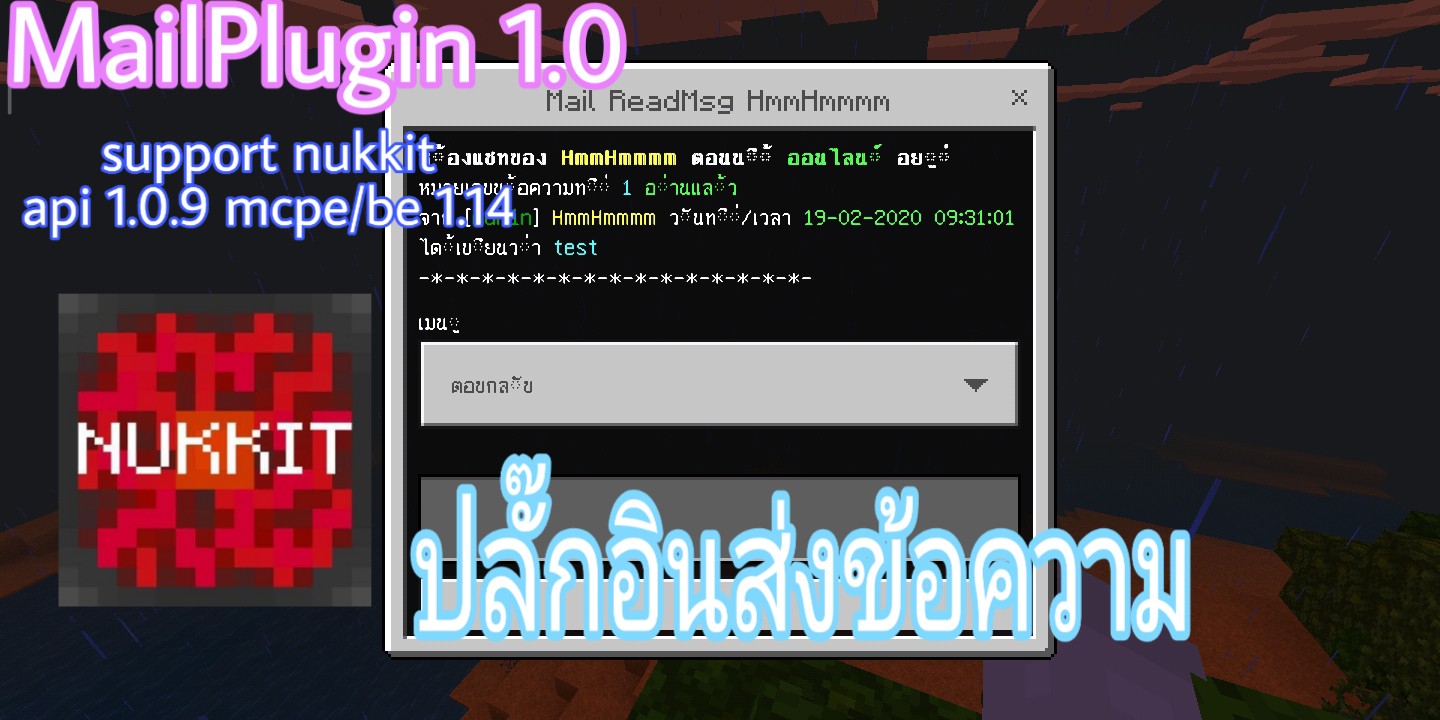 MailPlugin 1.0
support nukkit
api 1.0.9 mcpe/be 1.14
Mail ReadMsg HmmHmmmm
ห้องแชทของ HmmHmmmm ตอนนี้ ออนไลน์ อยู่
หมายเลขข้อความที่ 1 อ่านแล้ว
จาก [Admin] HmmHmmmm วันที่/เวลา 19-02-2020 09:31:01
ได้เขียนว่า test
-*-*-*-*-*-*-*-*-*-*-*-*-*-*-*-
เมนู
ตอบกลับ
NUKKIT
ปลั๊กอินส่งข้อความ